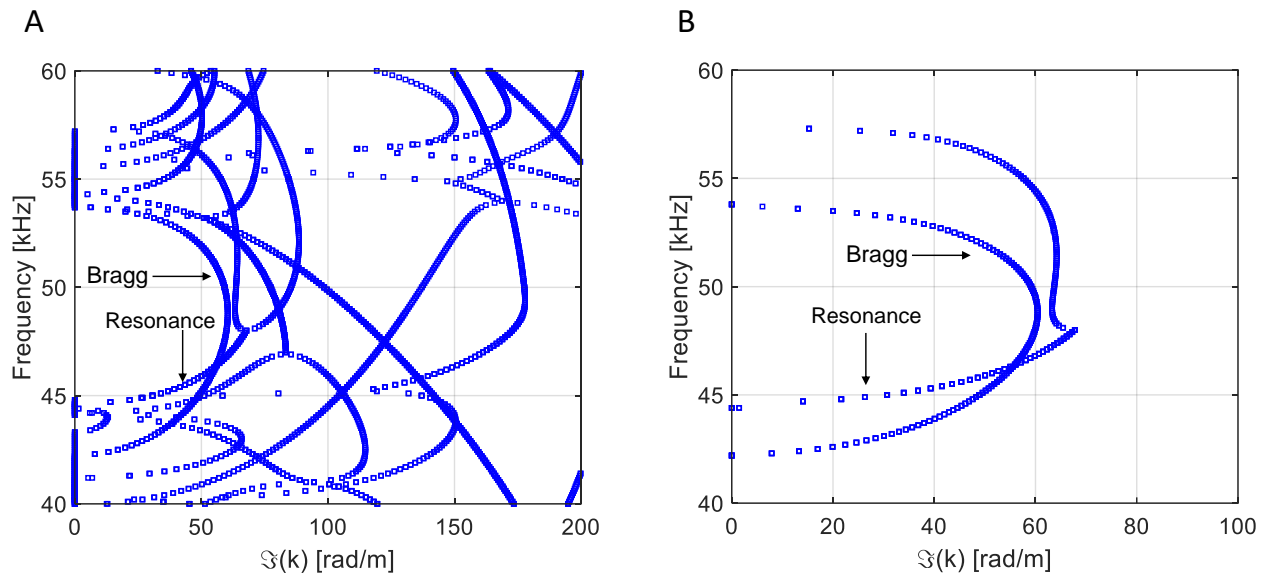 A
60
55
50
45
40
Frequency [kHz]
Bragg
Resonance
0
50
100
150
200
ℑ(k) [rad/m]
B
60
55
50
45
40
Frequency [kHz]
Bragg
Resonance
0
20
40
60
80
100
ℑ(k) [rad/m]